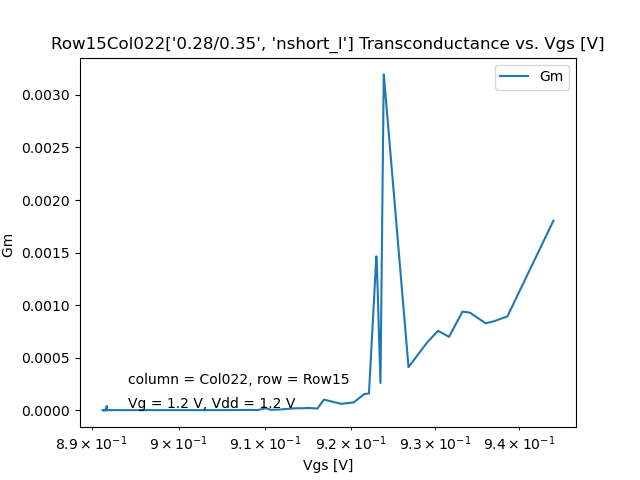 Row15Col022['0.28/0.35', 'nshort_l'] Transconductance vs. Vgs [V]
Gm
0.0030
0.0025
0.0020
0.0015
0.0010
0.0005
0.0000
Gm
column = Col022, row = Row15
Vg = 1.2 V, Vdd = 1.2 V
8.9 × 10⁻¹ 9 × 10⁻¹ 9.1 × 10⁻¹ 9.2 × 10⁻¹ 9.3 × 10⁻¹ 9.4 × 10⁻¹
Vgs [V]